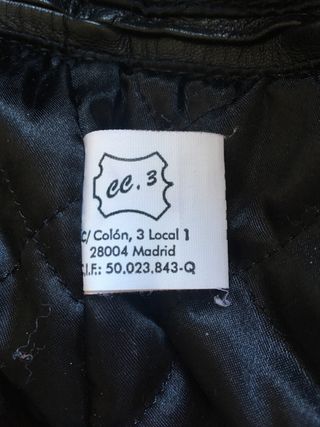 CC.3
C/ Colón, 3 Local 1
28004 Madrid
.I.F.: 50.023.843-Q